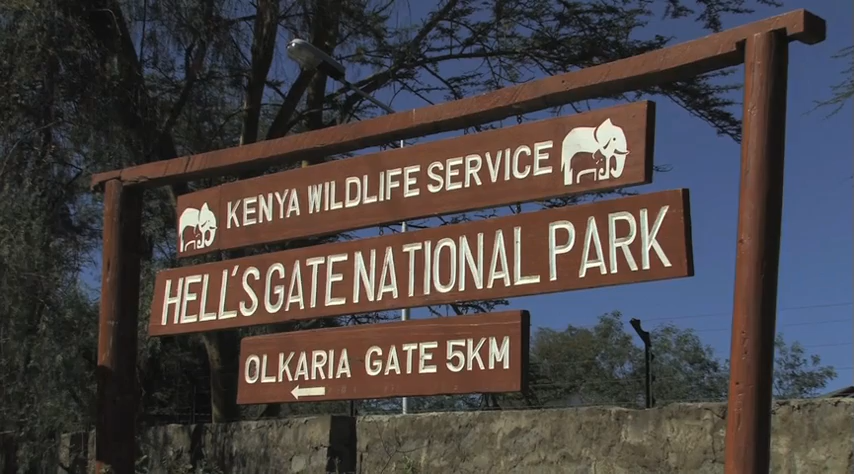 KENYA WILDLIFE SERVICE
HELL'S GATE NATIONAL PARK
OLKARIA GATE 5KM